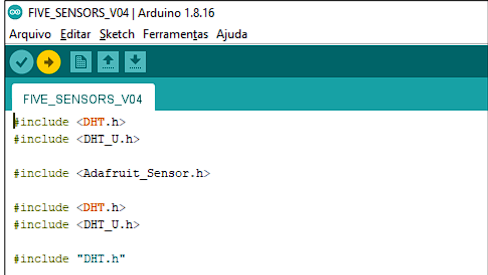 FIVE_SENSORS_V04 | Arduino 1.8.16
Arquivo Editar Sketch Ferramentas Ajuda
FIVE_SENSORS_V04
#include <DHT.h>
#include <DHT_U.h>
#include <Adafruit_Sensor.h>
#include <DHT.h>
#include <DHT_U.h>
#include "DHT.h"